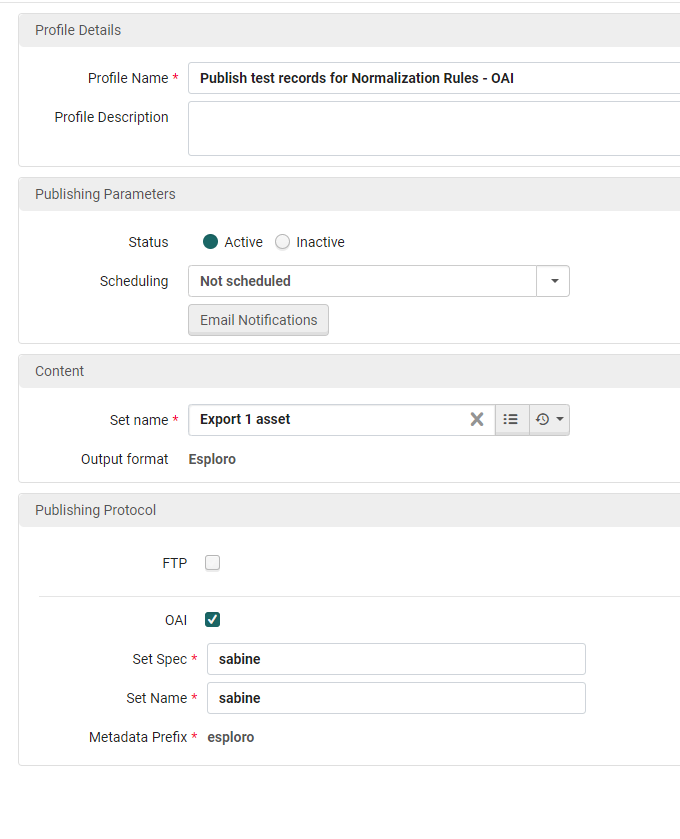 Profile Details
Profile Name * Publish test records for Normalization Rules - OAI
Profile Description
Publishing Parameters
Status Active Inactive
Scheduling Not scheduled
Email Notifications
Content
Set name * Export 1 asset
Output format Esploro
Publishing Protocol
FTP
OAI
Set Spec * sabine
Set Name * sabine
Metadata Prefix * esploro